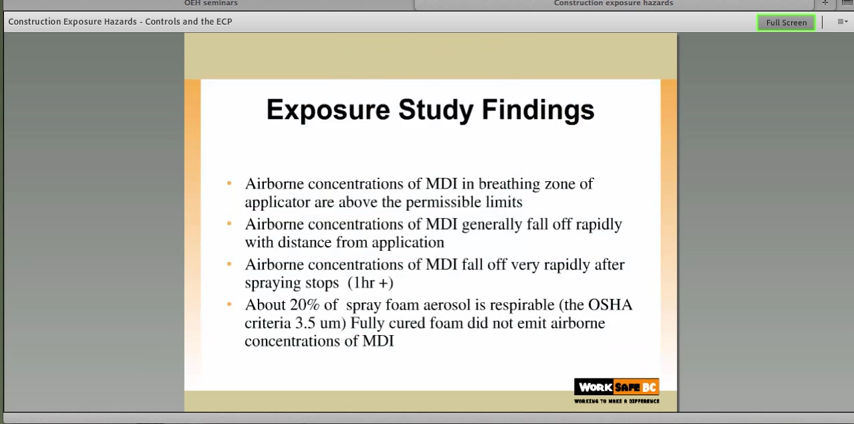 OEH seminars
Construction exposure hazards
Construction Exposure Hazards - Controls and the ECP
Full Screen
Exposure Study Findings
• Airborne concentrations of MDI in breathing zone of
applicator are above the permissible limits
• Airborne concentrations of MDI generally fall off rapidly
with distance from application
• Airborne concentrations of MDI fall off very rapidly after
spraying stops (1hr +)
• About 20% of spray foam aerosol is respirable (the OSHA
criteria 3.5 um) Fully cured foam did not emit airborne
concentrations of MDI
WORK SAFE BC
WORKING TO MAKE A DIFFERENCE